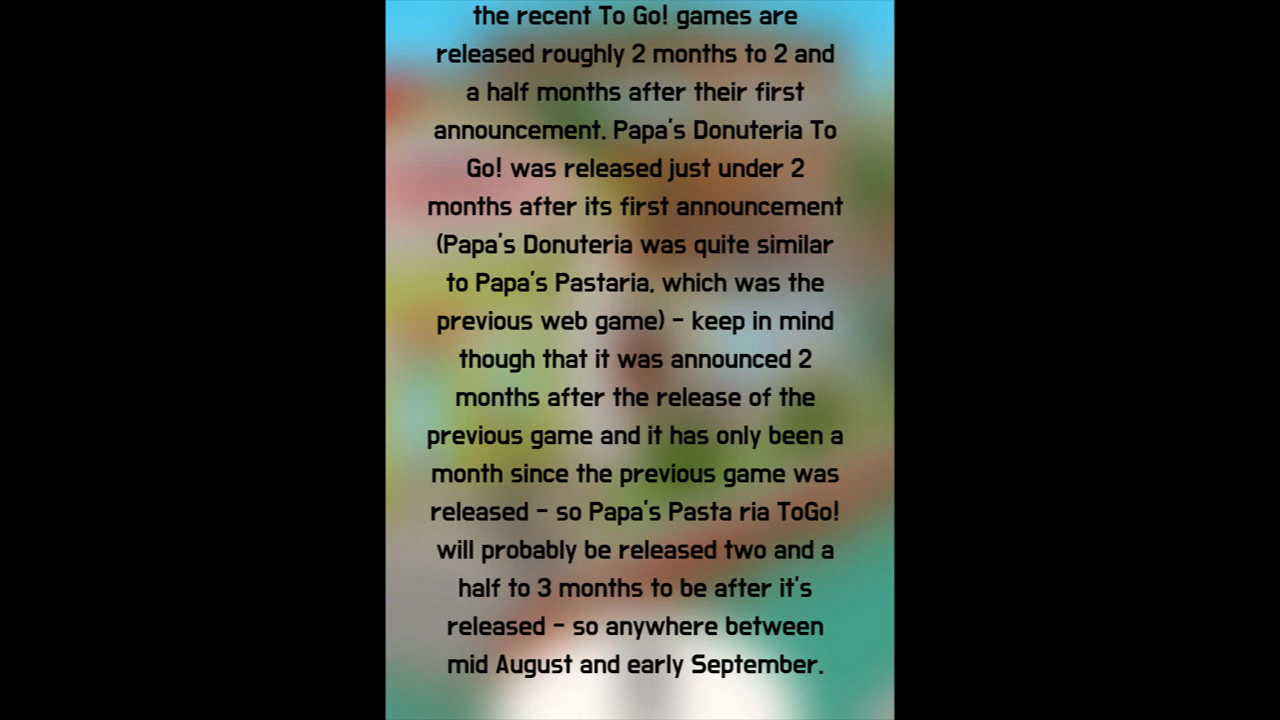 the recent To Go! games are
released roughly 2 months to 2 and
a half months after their first
announcement. Papa's Donuteria To
Go! was released just under 2
months after its first announcement
(Papa's Donuteria was quite similar
to Papa's Pastaria, which was the
previous web game) - keep in mind
though that it was announced 2
months after the release of the
previous game and it has only been a
month since the previous game was
released - so Papa's Pasta ria ToGo!
will probably be released two and a
half to 3 months to be after it's
released - so anywhere between
mid August and early September.